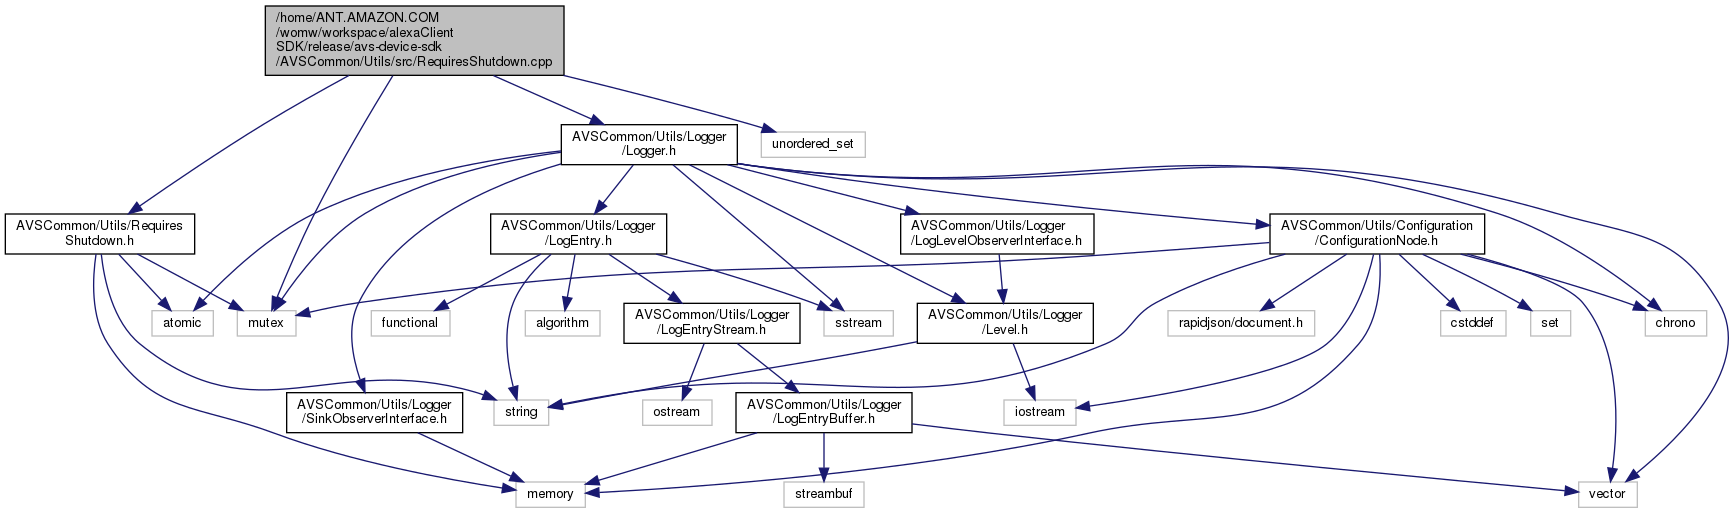 /home/ANT.AMAZON.COM
/womw/workspace/alexaClient
SDK/release/avs-device-sdk
/AVSCommon/Utils/src/RequiresShutdown.cpp
AVSCommon/Utils/Logger
/Logger.h
unordered_set
AVSCommon/Utils/Requires
Shutdown.h
AVSCommon/Utils/Logger
/LogEntry.h
AVSCommon/Utils/Logger
/LogLevelObserverInterface.h
AVSCommon/Utils/Configuration
/ConfigurationNode.h
atomic
mutex
functional
algorithm
AVSCommon/Utils/Logger
/LogEntryStream.h
sstream
AVSCommon/Utils/Logger
/Level.h
rapidjson/document.h
cstddef
set
chrono
AVSCommon/Utils/Logger
/SinkObserverInterface.h
string
ostream
AVSCommon/Utils/Logger
/LogEntryBuffer.h
iostream
memory
streambuf
vector